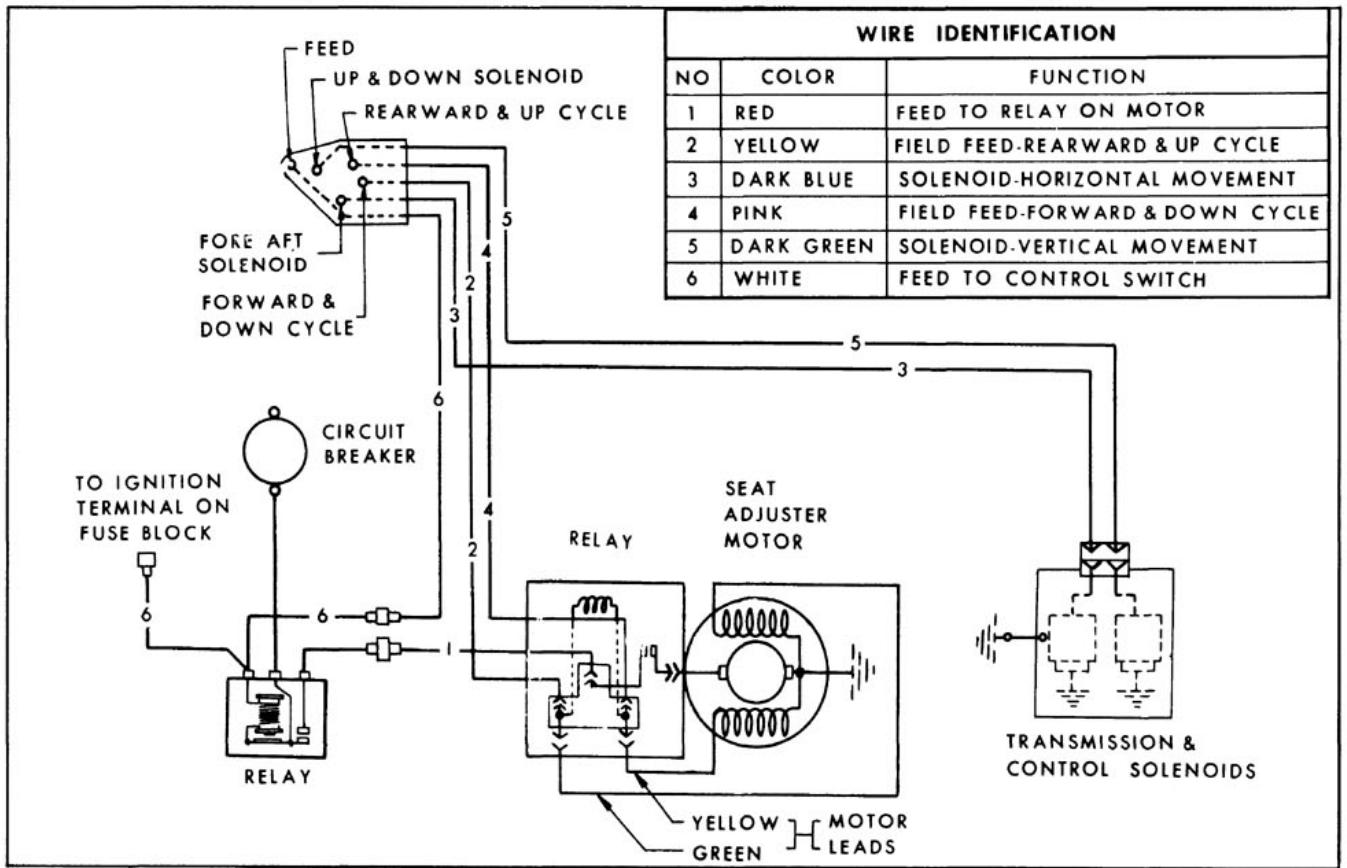 FEED
UP & DOWN SOLENOID
REARWARD & UP CYCLE
FORE AFT
SOLENOID
FORWARD &
DOWN CYCLE
WIRE IDENTIFICATION
NO COLOR FUNCTION
1 RED FEED TO RELAY ON MOTOR
2 YELLOW FIELD FEED-REARWARD & UP CYCLE
3 DARK BLUE SOLENOID-HORIZONTAL MOVEMENT
4 PINK FIELD FEED-FORWARD & DOWN CYCLE
5 DARK GREEN SOLENOID-VERTICAL MOVEMENT
6 WHITE FEED TO CONTROL SWITCH
5
4
2
3
6
5
3
CIRCUIT
BREAKER
TO IGNITION
TERMINAL ON
FUSE BLOCK
6
6
1
4
2
RELAY
RELAY
SEAT
ADJUSTER
MOTOR
TRANSMISSION &
CONTROL SOLENOIDS
YELLOW
GREEN
MOTOR
LEADS